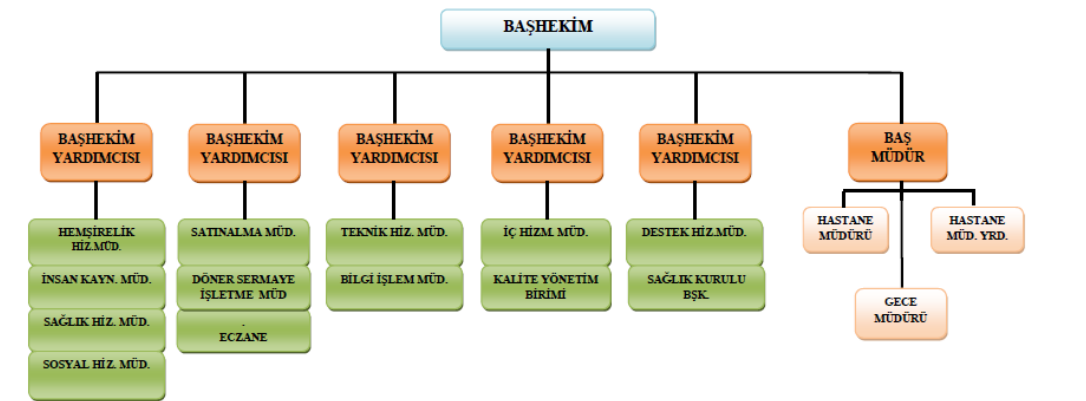 BAŞHEKİM
BAŞHEKİM
YARDIMCISI
BAŞHEKİM
YARDIMCISI
BAŞHEKİM
YARDIMCISI
BAŞHEKİM
YARDIMCISI
BAŞHEKİM
YARDIMCISI
BAŞ
MÜDÜR
HEMŞİRELİK
HİZ.MÜD.
İNSAN KAYN. MÜD.
SAĞLIK HİZ. MÜD.
SOSYAL HİZ. MÜD.
SATINALMA MÜD.
DÖNER SERMAYE
İŞLETME MÜD
.
ECZANE
TEKNİK HİZ. MÜD.
BİLGİ İŞLEM MÜD.
İÇ HİZM. MÜD.
KALİTE YÖNETİM
BİRİMİ
DESTEK HİZ.MÜD.
SAĞLIK KURULU
BŞK.
HASTANE
MÜDÜRÜ
HASTANE
MÜD. YRD.
GECE
MÜDÜRÜ